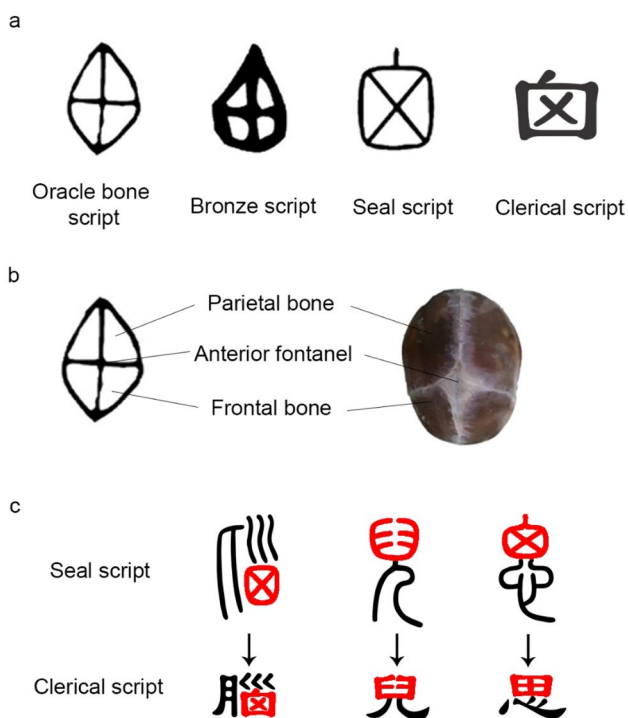 a
囟
Oracle bone script
Bronze script
Seal script
Clerical script
b
Parietal bone
Anterior fontanel
Frontal bone
c
Seal script
Clerical script
腦 兒 思